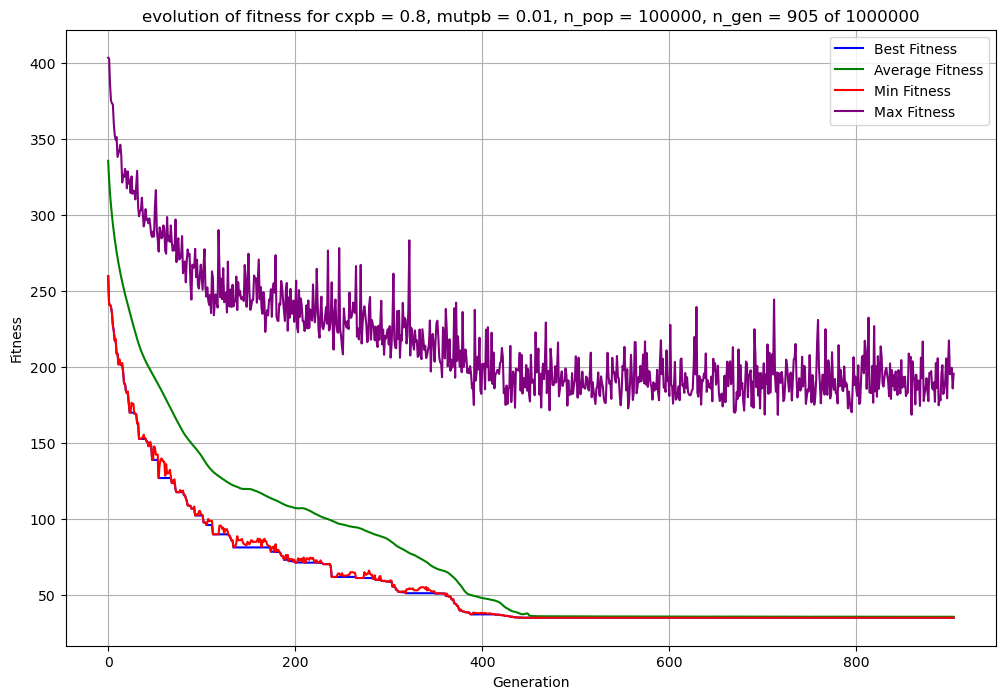 evolution of fitness for cxpb = 0.8, mutpb = 0.01, n_pop = 100000, n_gen = 905 of 1000000
Best Fitness
Average Fitness
Min Fitness
Max Fitness
Fitness
400
350
300
250
200
150
100
50
0
200
400
600
800
Generation